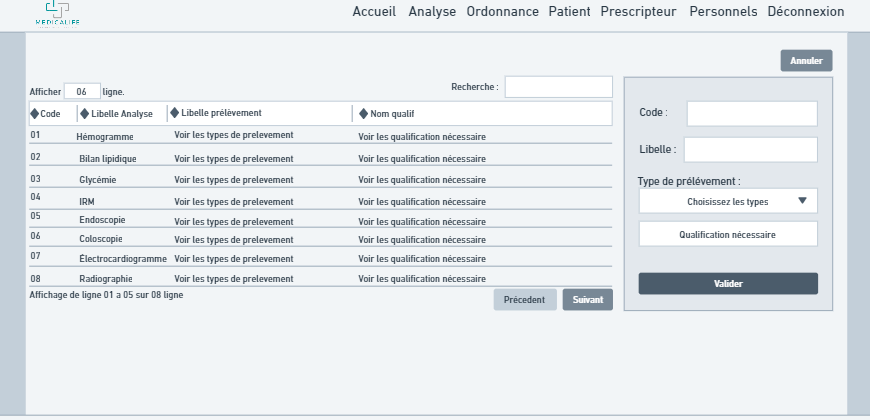 MEDICALIFE
Accueil Analyse Ordonnance Patient Prescripteur Personnels Déconnexion
Annuler
Afficher 06 ligne.
Recherche :
Code Libelle Analyse Libelle prélèvement Nom qualif
01 Hémogramme Voir les types de prelevement Voir les qualification nécessaire
02 Bilan lipidique Voir les types de prelevement Voir les qualification nécessaire
03 Glycémie Voir les types de prelevement Voir les qualification nécessaire
04 IRM Voir les types de prelevement Voir les qualification nécessaire
05 Endoscopie Voir les types de prelevement Voir les qualification nécessaire
06 Coloscopie Voir les types de prelevement Voir les qualification nécessaire
07 Électrocardiogramme Voir les types de prelevement Voir les qualification nécessaire
08 Radiographie Voir les types de prelevement Voir les qualification nécessaire
Affichage de ligne 01 a 05 sur 08 ligne
Précedent Suivant
Code :
Libelle :
Type de prélévement :
Choisissez les types
Qualification nécessaire
Valider